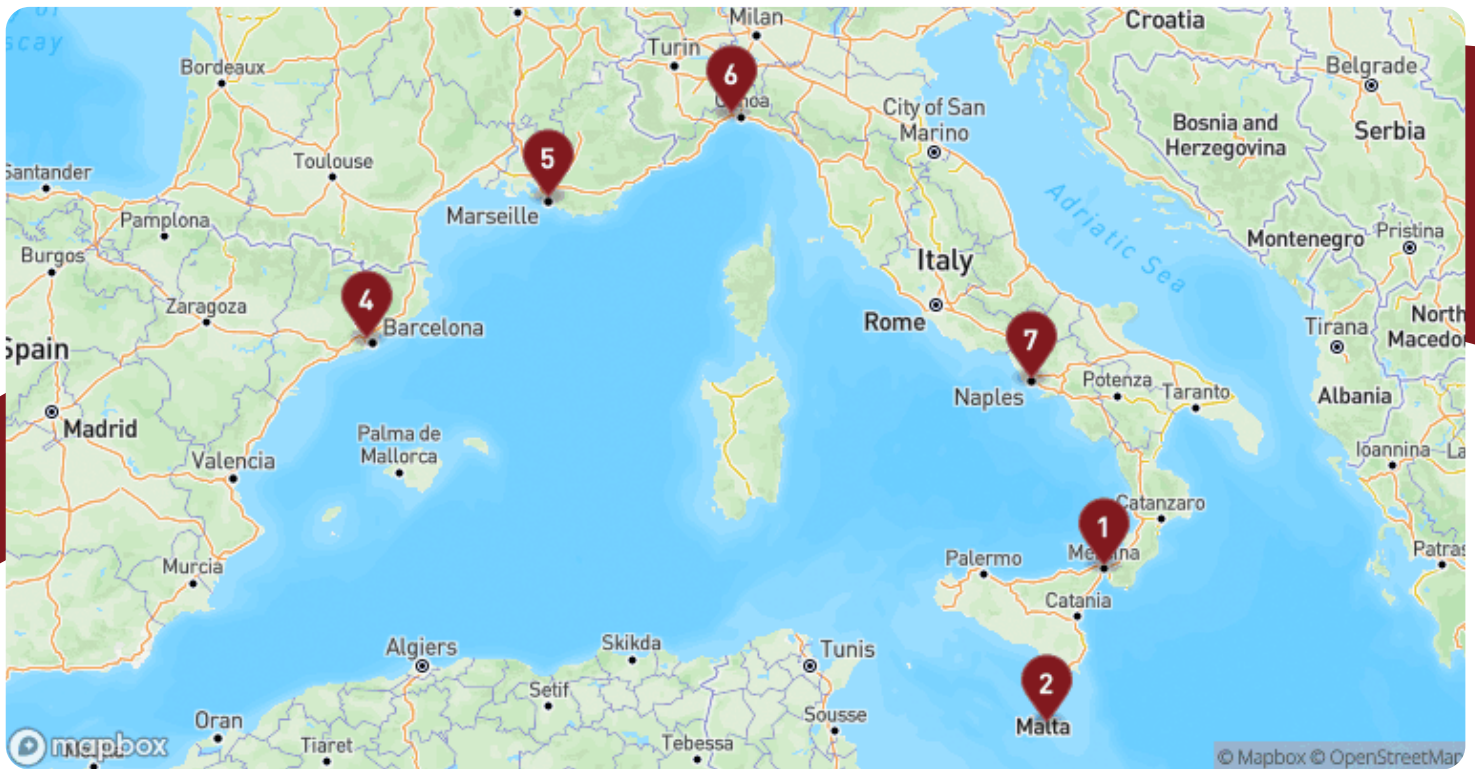 Milan
Croatia
Turin
Bordeaux
6
Belgrade
City of San
Marino
Bosnia and
Herzegovina
Serbia
5
Toulouse
Santander
Marseille
Pamplona
Adriatic Sea
Montenegro
Pristina
Burgos
Italy
4
Zaragoza
Barcelona
Rome
7
Tirana
North
Macedo
Spain
Naples
Potenza
Taranto
Albania
Madrid
Palma de
Mallorca
Valencia
Ioannina
La
1
Catanzaro
Murcia
Palermo
Patras
Catania
Algiers
Skikda
Tunis
2
Setif
Malta
Oran
Sousse
Tiaret
Tebessa
mapbox
© Mapbox © OpenStreetMap